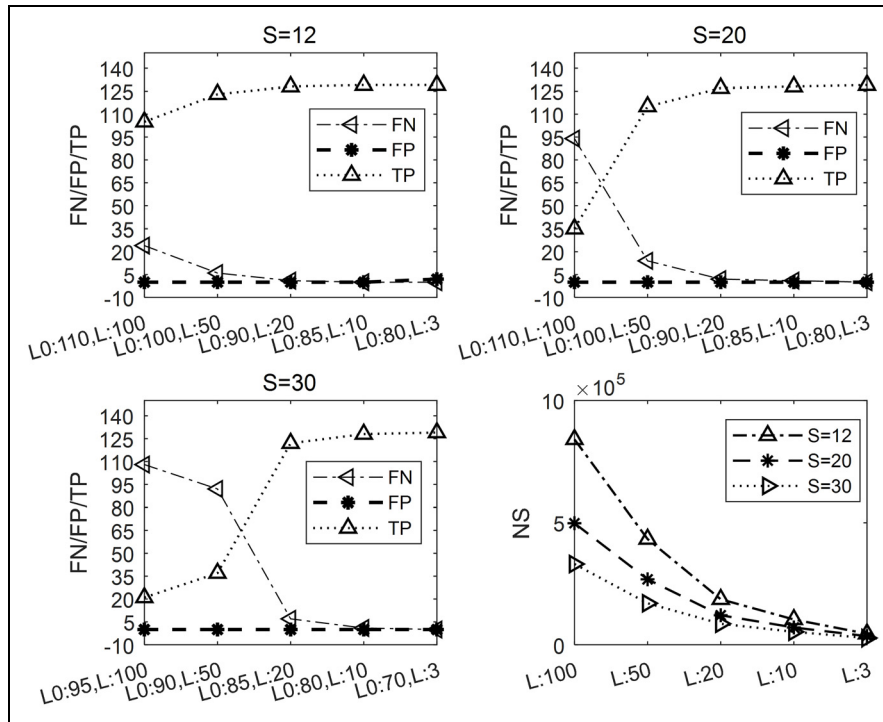 S=12
140
125
110
95
80
65
50
35
20
5
-10
FN/FP/TP
FN
FP
TP
L0:110,L:100
L0:100,L:50
L0:90,L:20
L0:85,L:10
L0:80,L:3
S=20
140
125
110
95
80
65
50
35
20
5
-10
FN/FP/TP
FN
FP
TP
L0:110,L:100
L0:100,L:50
L0:90,L:20
L0:85,L:10
L0:80,L:3
S=30
140
125
110
95
80
65
50
35
20
5
-10
FN/FP/TP
FN
FP
TP
L0:95,L:100
L0:90,L:50
L0:85,L:20
L0:80,L:10
L0:70,L:3
×10^5
10
5
0
NS
S=12
S=20
S=30
L:100
L:50
L:20
L:10
L:3